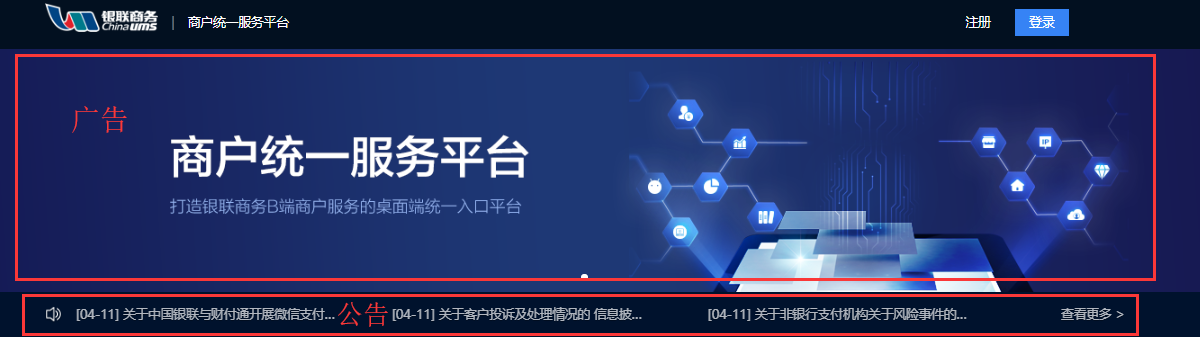 银联商务 China ums | 商户统一服务平台 注册 登录
广告
商户统一服务平台
打造银联商务B端商户服务的桌面端统一入口平台
IP
公告
[04-11] 关于中国银联与财付通开展微信支付... [04-11] 关于客户投诉及处理情况的 信息披... [04-11] 关于非银行支付机构关于风险事件的... 查看更多 >